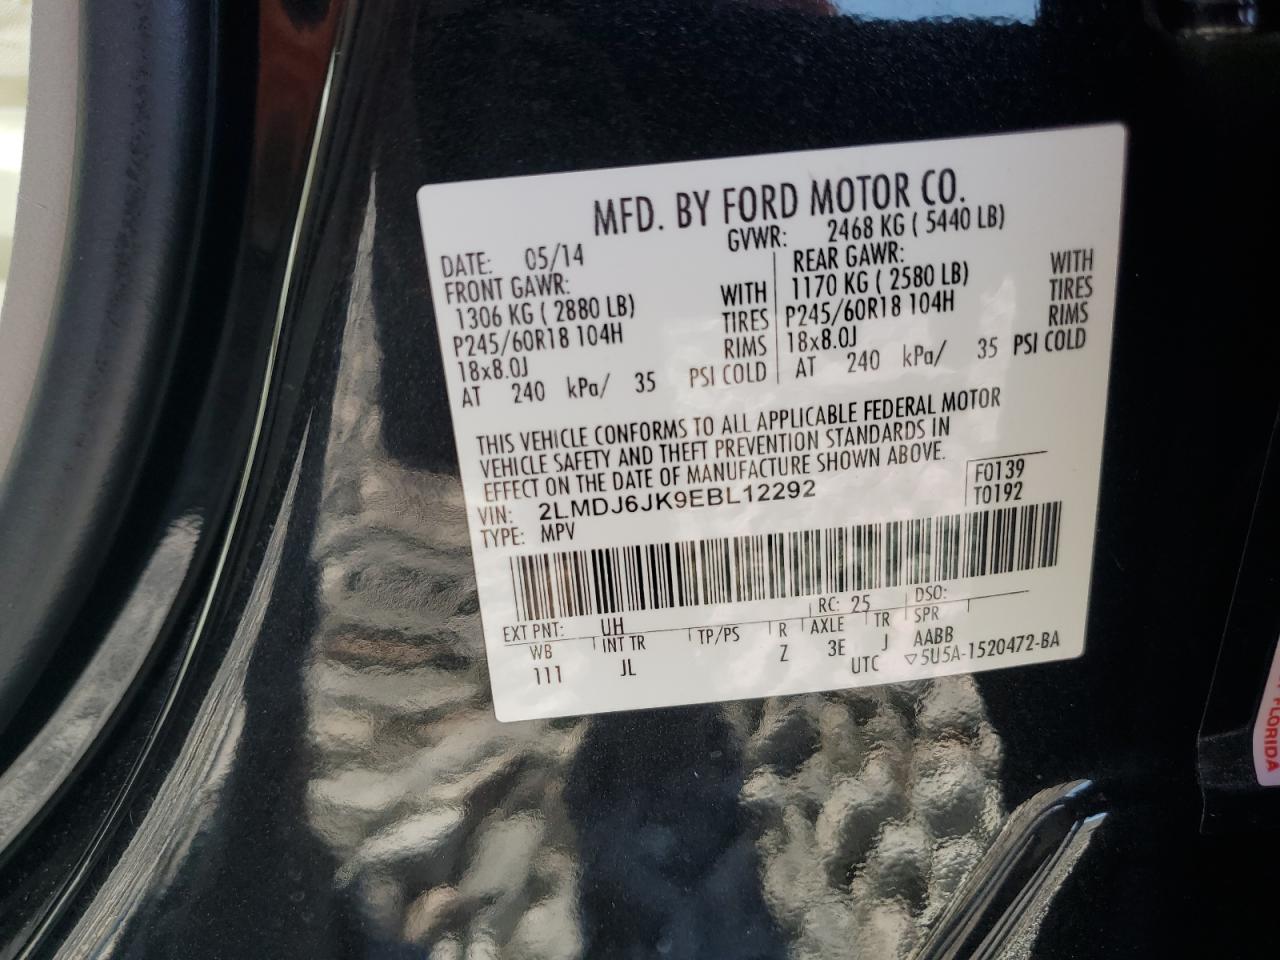 MFD. BY FORD MOTOR CO.
DATE: 05/14 GVWR: 2468 KG ( 5440 LB)
FRONT GAWR: REAR GAWR:
1306 KG ( 2880 LB) WITH 1170 KG ( 2580 LB) WITH
P245/60R18 104H TIRES P245/60R18 104H TIRES
18x8.0J RIMS 18x8.0J RIMS
AT 240 kPa/ 35 PSI COLD AT 240 kPa/ 35 PSI COLD
THIS VEHICLE CONFORMS TO ALL APPLICABLE FEDERAL MOTOR
VEHICLE SAFETY AND THEFT PREVENTION STANDARDS IN
EFFECT ON THE DATE OF MANUFACTURE SHOWN ABOVE.
VIN: 2LMDJ6JK9EBL12292 F0139
TYPE: MPV T0192
EXT PNT: UH RC: 25 DSO:
WB INT TR TP/PS R AXLE TR SPR
111 JL Z 3E J AABB
UTC ▽5U5A-1520472-BA
FLORIDA